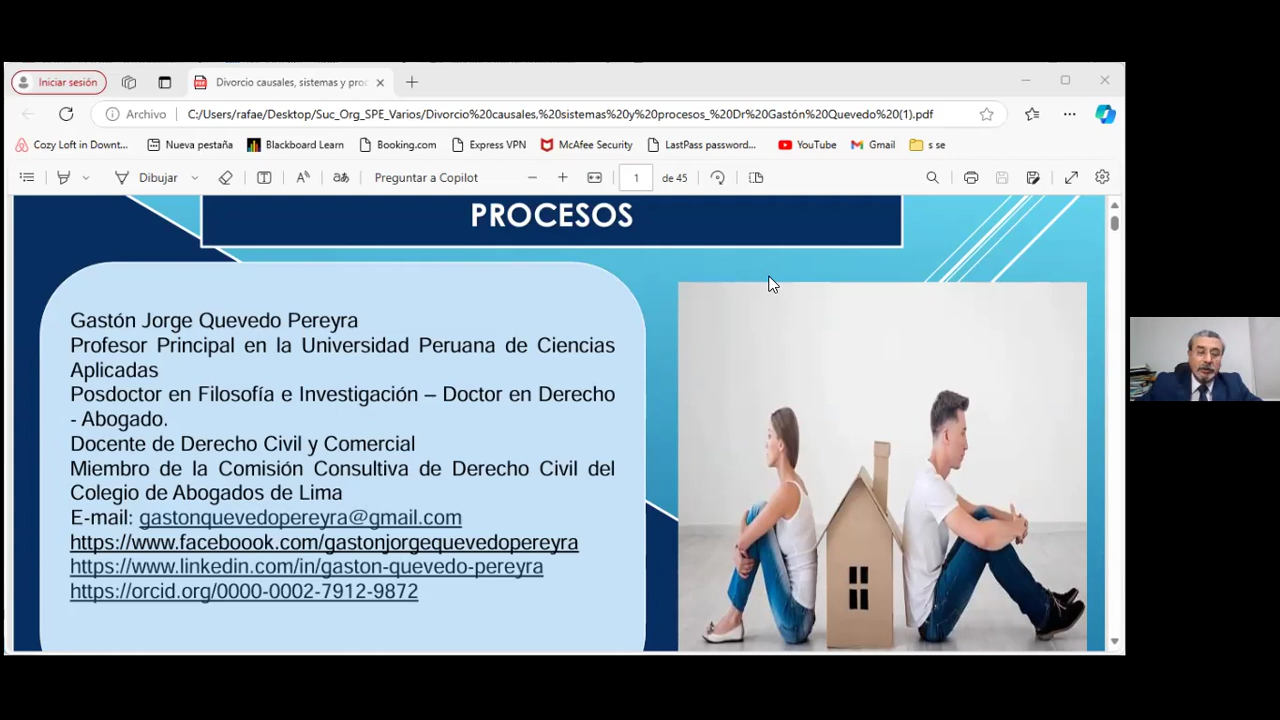 Iniciar sesión
Divorcio causales, sistemas y proc
Archivo
C:/Users/rafae/Desktop/Suc_Org_SPE_Varios/Divorcio%20causales,%20sistemas%20y%20procesos_%20Dr%20Gastón%20Quevedo%20(1).pdf
Cozy Loft in Downt... Nueva pestaña Blackboard Learn Booking.com Express VPN McAfee Security LastPass password... YouTube Gmail s se
Dibujar Preguntar a Copilot 1 de 45
PROCESOS
Gastón Jorge Quevedo Pereyra
Profesor Principal en la Universidad Peruana de Ciencias
Aplicadas
Posdoctor en Filosofía e Investigación – Doctor en Derecho
- Abogado.
Docente de Derecho Civil y Comercial
Miembro de la Comisión Consultiva de Derecho Civil del
Colegio de Abogados de Lima
E-mail: gastonquevedopereyra@gmail.com
https://www.faceboook.com/gastonjorgequevedopereyra
https://www.linkedin.com/in/gaston-quevedo-pereyra
https://orcid.org/0000-0002-7912-9872